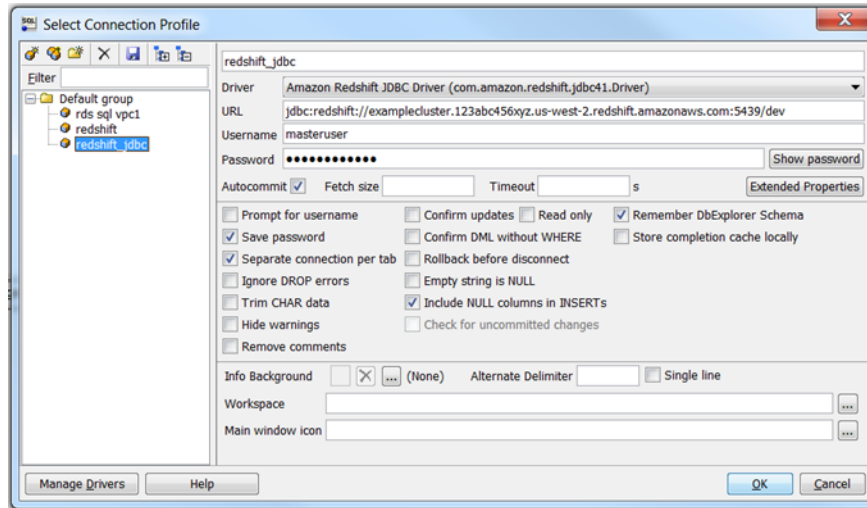 SQL Select Connection Profile
X
Filter
Default group
rds sql vpc1
redshift
redshift_jdbc
redshift_jdbc
Driver Amazon Redshift JDBC Driver (com.amazon.redshift.jdbc41.Driver)
URL jdbc:redshift://examplecluster.123abc456xyz.us-west-2.redshift.amazonaws.com:5439/dev
Username masteruser
Password ●●●●●●●●●●●● Show password
Autocommit Fetch size Timeout s Extended Properties
Prompt for username Confirm updates Read only Remember DbExplorer Schema
Save password Confirm DML without WHERE Store completion cache locally
Separate connection per tab Rollback before disconnect
Ignore DROP errors Empty string is NULL
Trim CHAR data Include NULL columns in INSERTs
Hide warnings Check for uncommitted changes
Remove comments
Info Background ... (None) Alternate Delimiter Single line
Workspace ...
Main window icon ...
Manage Drivers Help OK Cancel